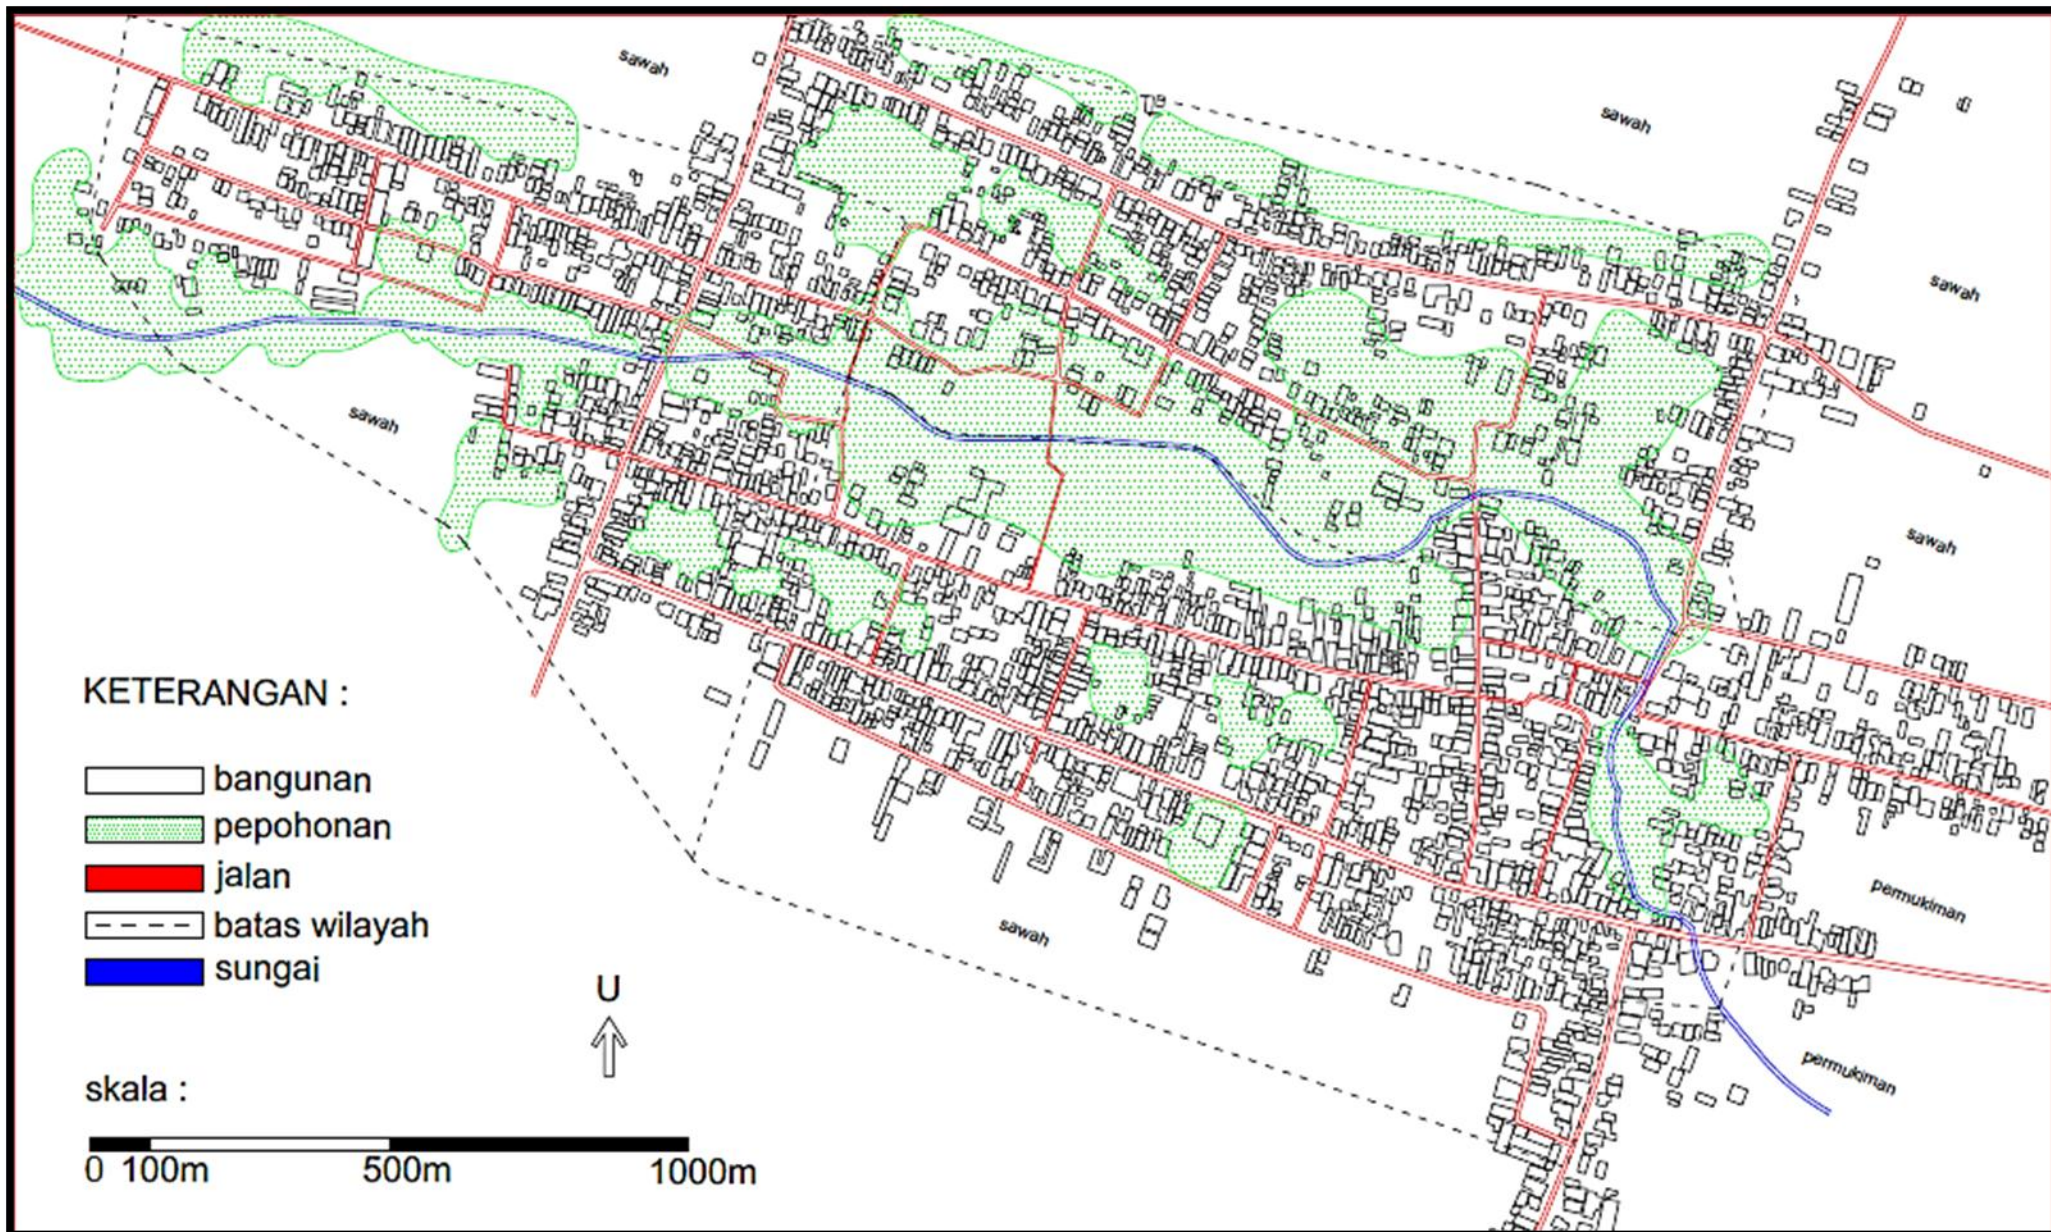 sawah
sawah
sawah
sawah
sawah
KETERANGAN :
bangunan
pepohonan
jalan
batas wilayah
sungai
permukiman
sawah
U
permukiman
skala :
0 100m 500m 1000m